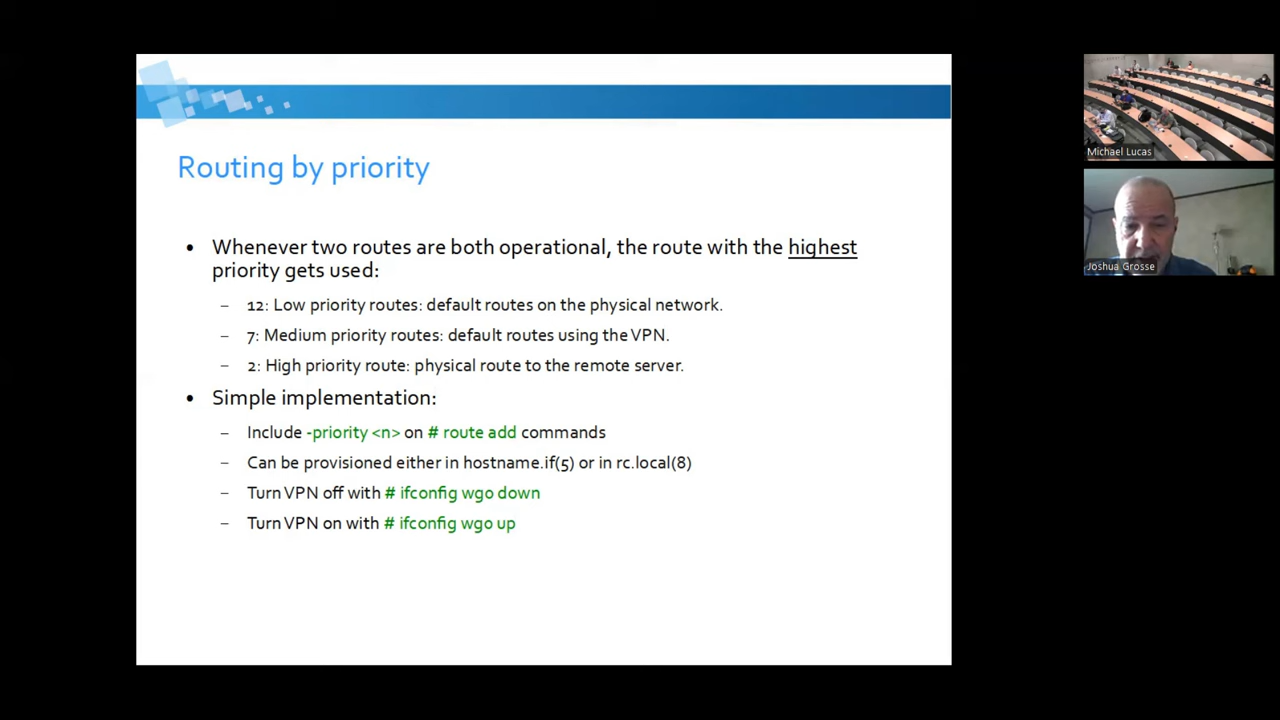 Routing by priority
• Whenever two routes are both operational, the route with the highest
priority gets used:
– 12: Low priority routes: default routes on the physical network.
– 7: Medium priority routes: default routes using the VPN.
– 2: High priority route: physical route to the remote server.
• Simple implementation:
– Include -priority <n> on # route add commands
– Can be provisioned either in hostname.if(5) or in rc.local(8)
– Turn VPN off with # ifconfig wg0 down
– Turn VPN on with # ifconfig wg0 up
Michael Lucas
Joshua Grosse